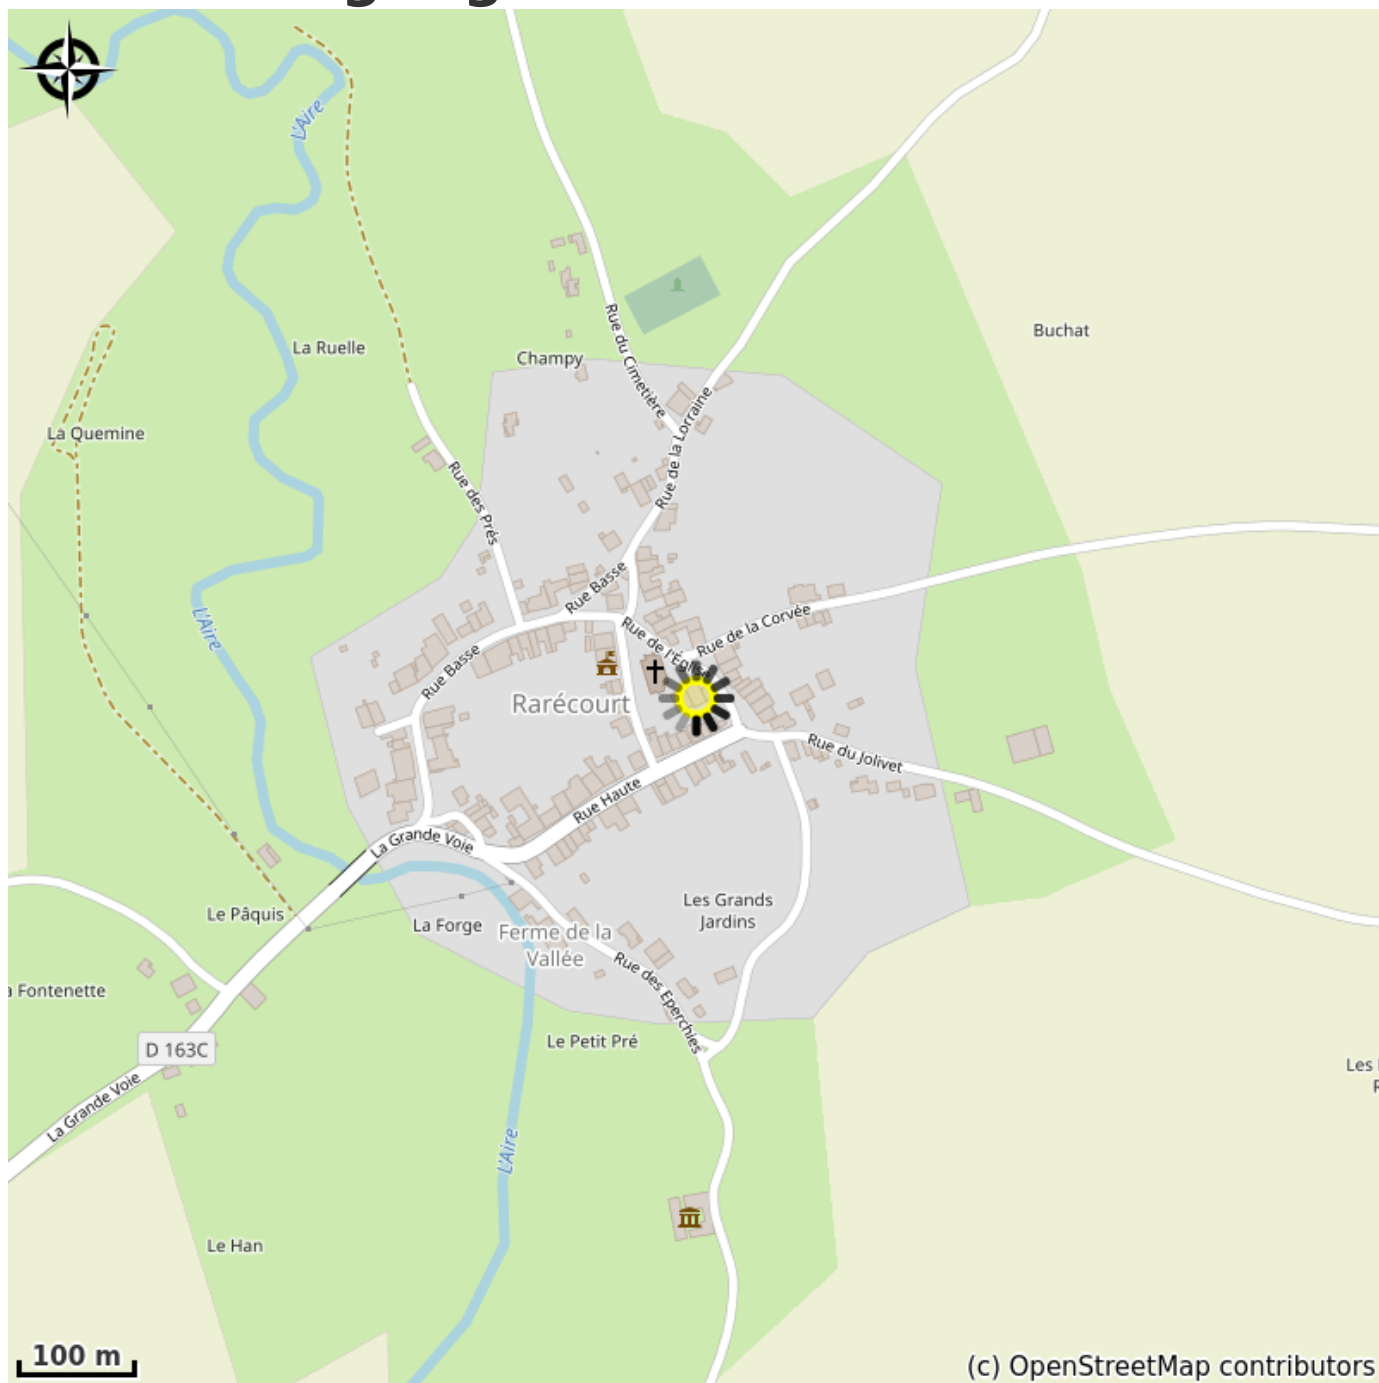 L'Aire
La Ruelle
Champy
Rue du Cimetière
Buchat
La Quemine
Rue de la Lorraine
Rue des Prés
L'Aire
Rue Basse
Rue de l'Église
Rue de la Corvée
Rue Basse
Rarécourt
Rue du Jolivet
Rue Haute
La Grande Voie
Le Pâquis
La Forge
Les Grands
Jardins
Ferme de la
Vallée
Rue des Eperchies
a Fontenette
Le Petit Pré
D 163C
Les
La Grande Voie
L'Aire
Le Han
100 m
(c) OpenStreetMap contributors